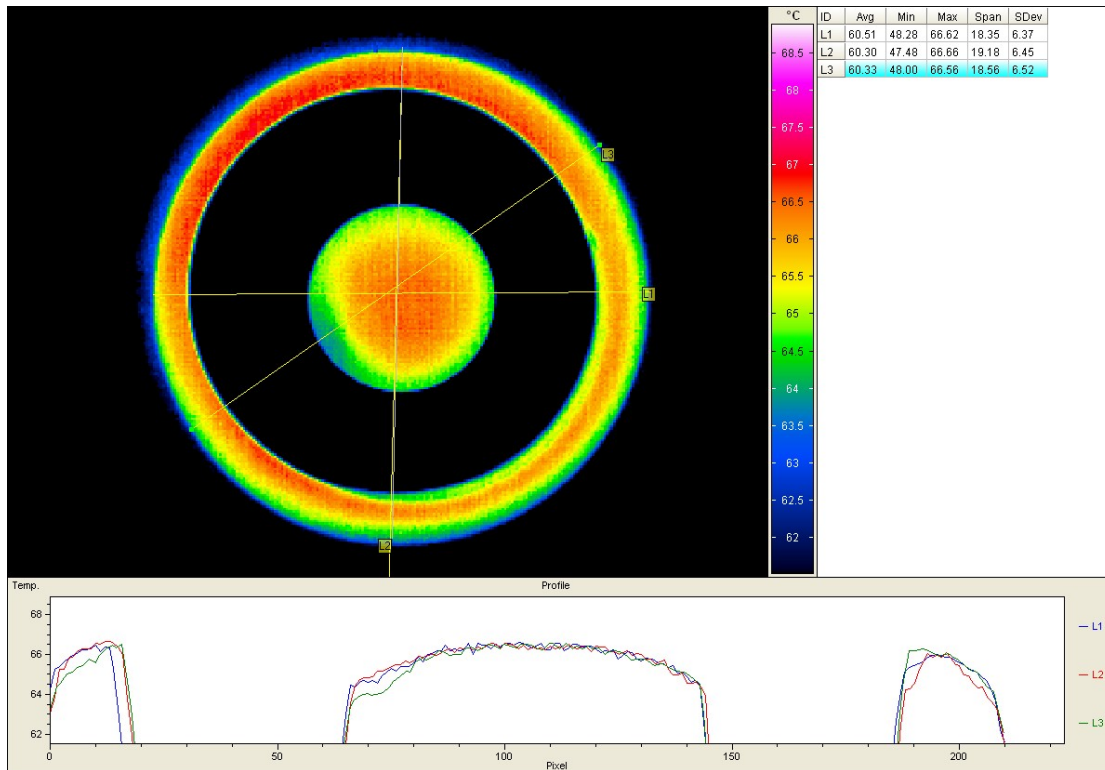 °C
68.5
68
67.5
67
66.5
66
65.5
65
64.5
64
63.5
63
62.5
62
ID Avg Min Max Span SDev
L1 60.51 48.28 66.62 18.35 6.37
L2 60.30 47.48 66.66 19.18 6.45
L3 60.33 48.00 66.56 18.56 6.52
L3
L1
L2
Temp. Profile
68
66
64
62
0 50 100 150 200
Pixel
L1
L2
L3